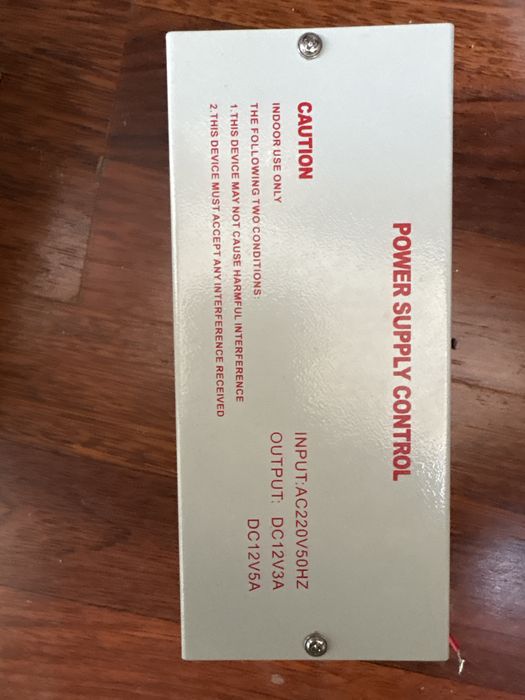 POWER SUPPLY CONTROL
CAUTION
INDOOR USE ONLY
THE FOLLOWING TWO CONDITIONS:
1.THIS DEVICE MAY NOT CAUSE HARMFUL INTERFERENCE
2.THIS DEVICE MUST ACCEPT ANY INTERFERENCE RECEIVED
INPUT:AC220V50HZ
OUTPUT: DC12V3A
DC12V5A